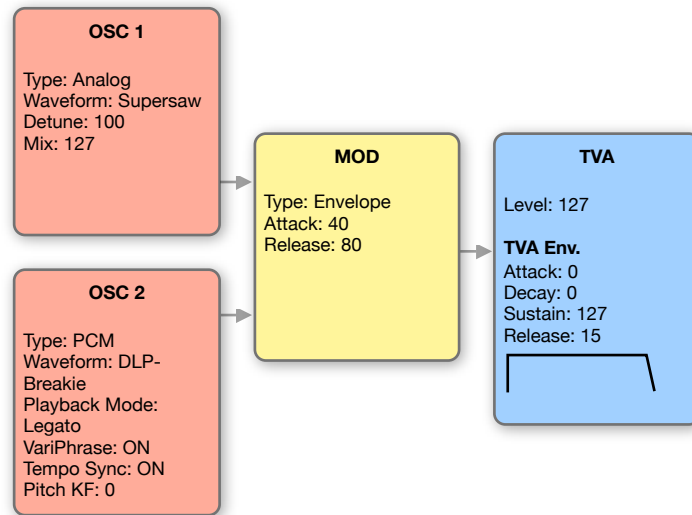 OSC 1
Type: Analog
Waveform: Supersaw
Detune: 100
Mix: 127
OSC 2
Type: PCM
Waveform: DLP-
Breakie
Playback Mode:
Legato
VariPhrase: ON
Tempo Sync: ON
Pitch KF: 0
MOD
Type: Envelope
Attack: 40
Release: 80
TVA
Level: 127
TVA Env.
Attack: 0
Decay: 0
Sustain: 127
Release: 15